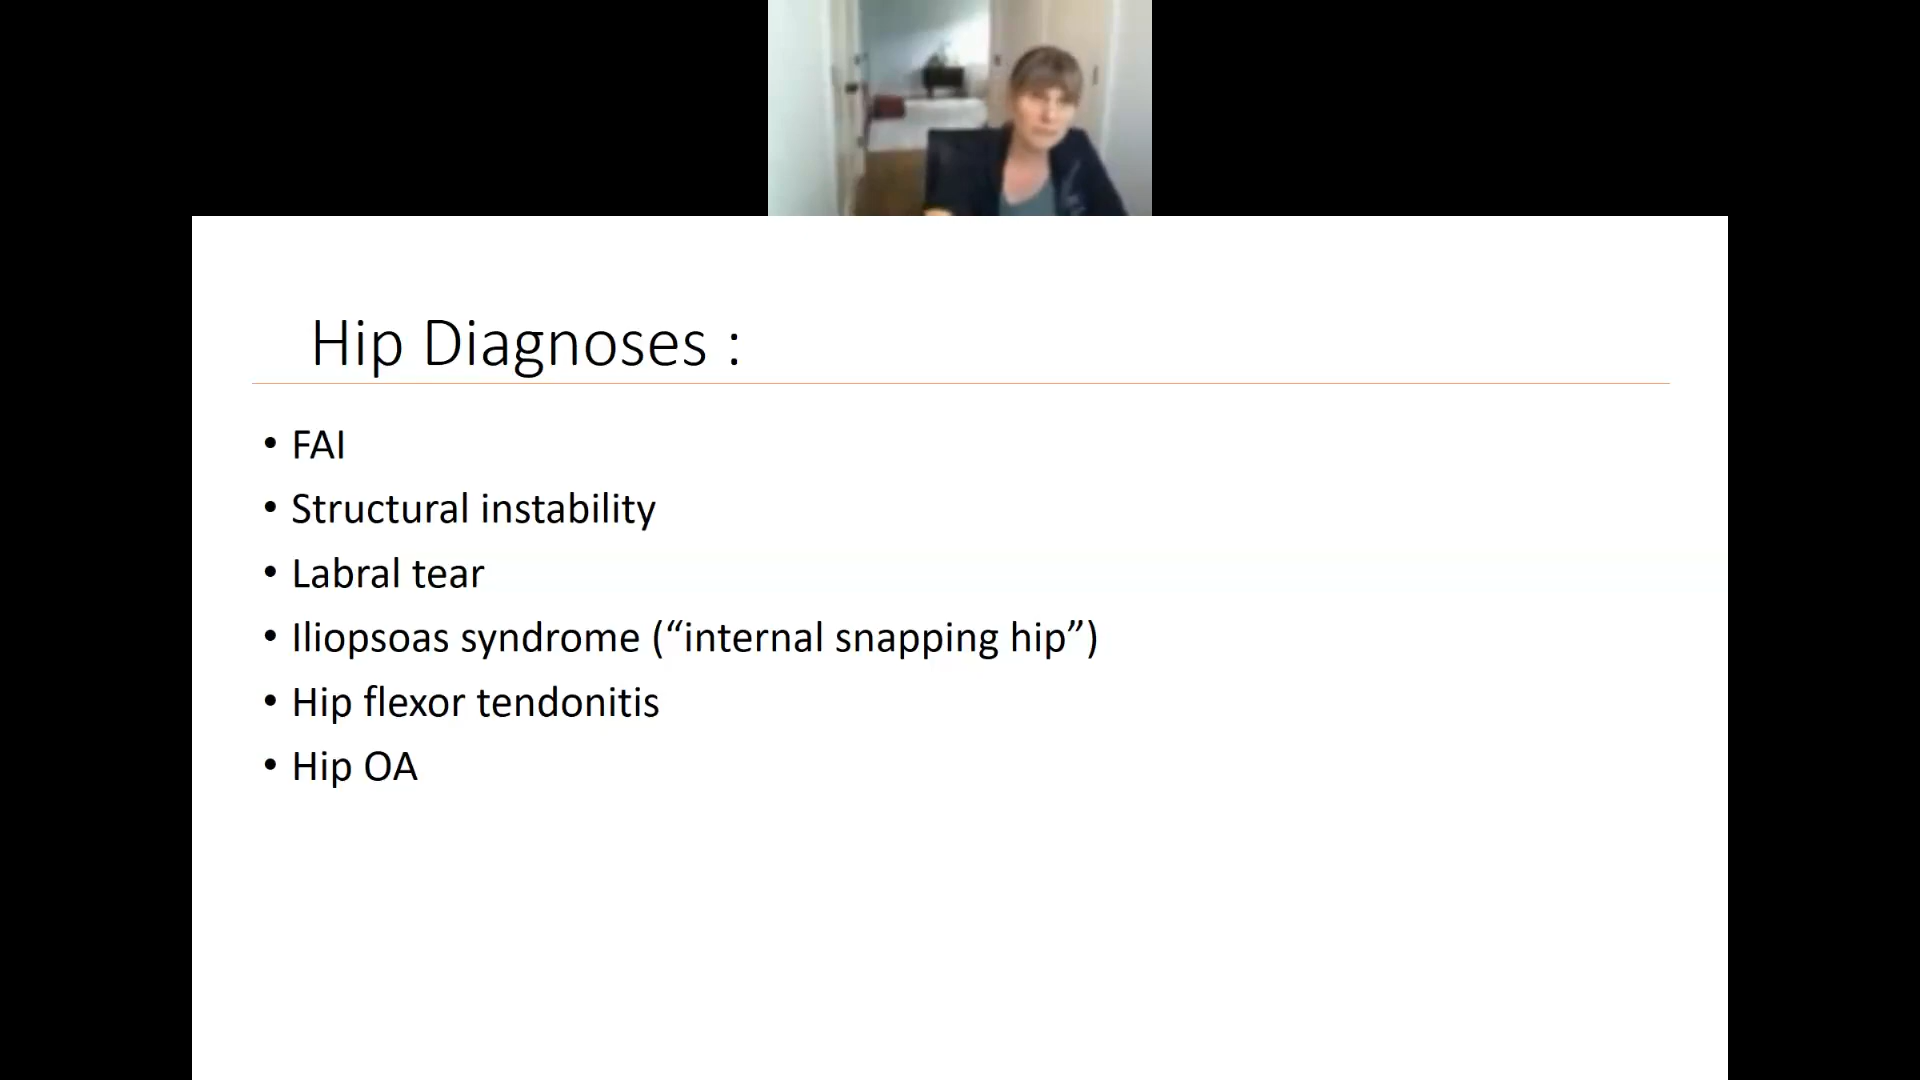 Hip Diagnoses :
• FAI
• Structural instability
• Labral tear
• Iliopsoas syndrome (“internal snapping hip”)
• Hip flexor tendonitis
• Hip OA